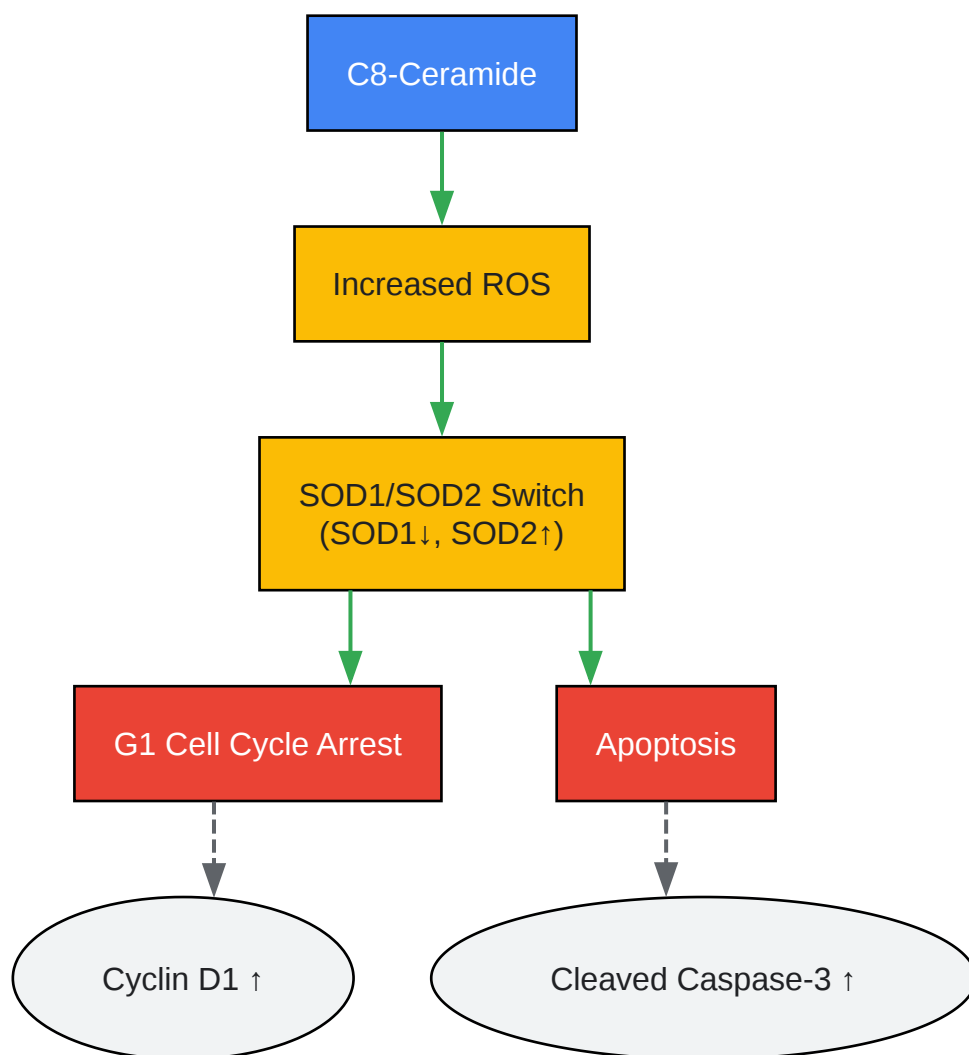 C8-Ceramide
Increased ROS
SOD1/SOD2 Switch
(SOD1↓, SOD2↑)
G1 Cell Cycle Arrest
Apoptosis
Cyclin D1 ↑
Cleaved Caspase-3 ↑